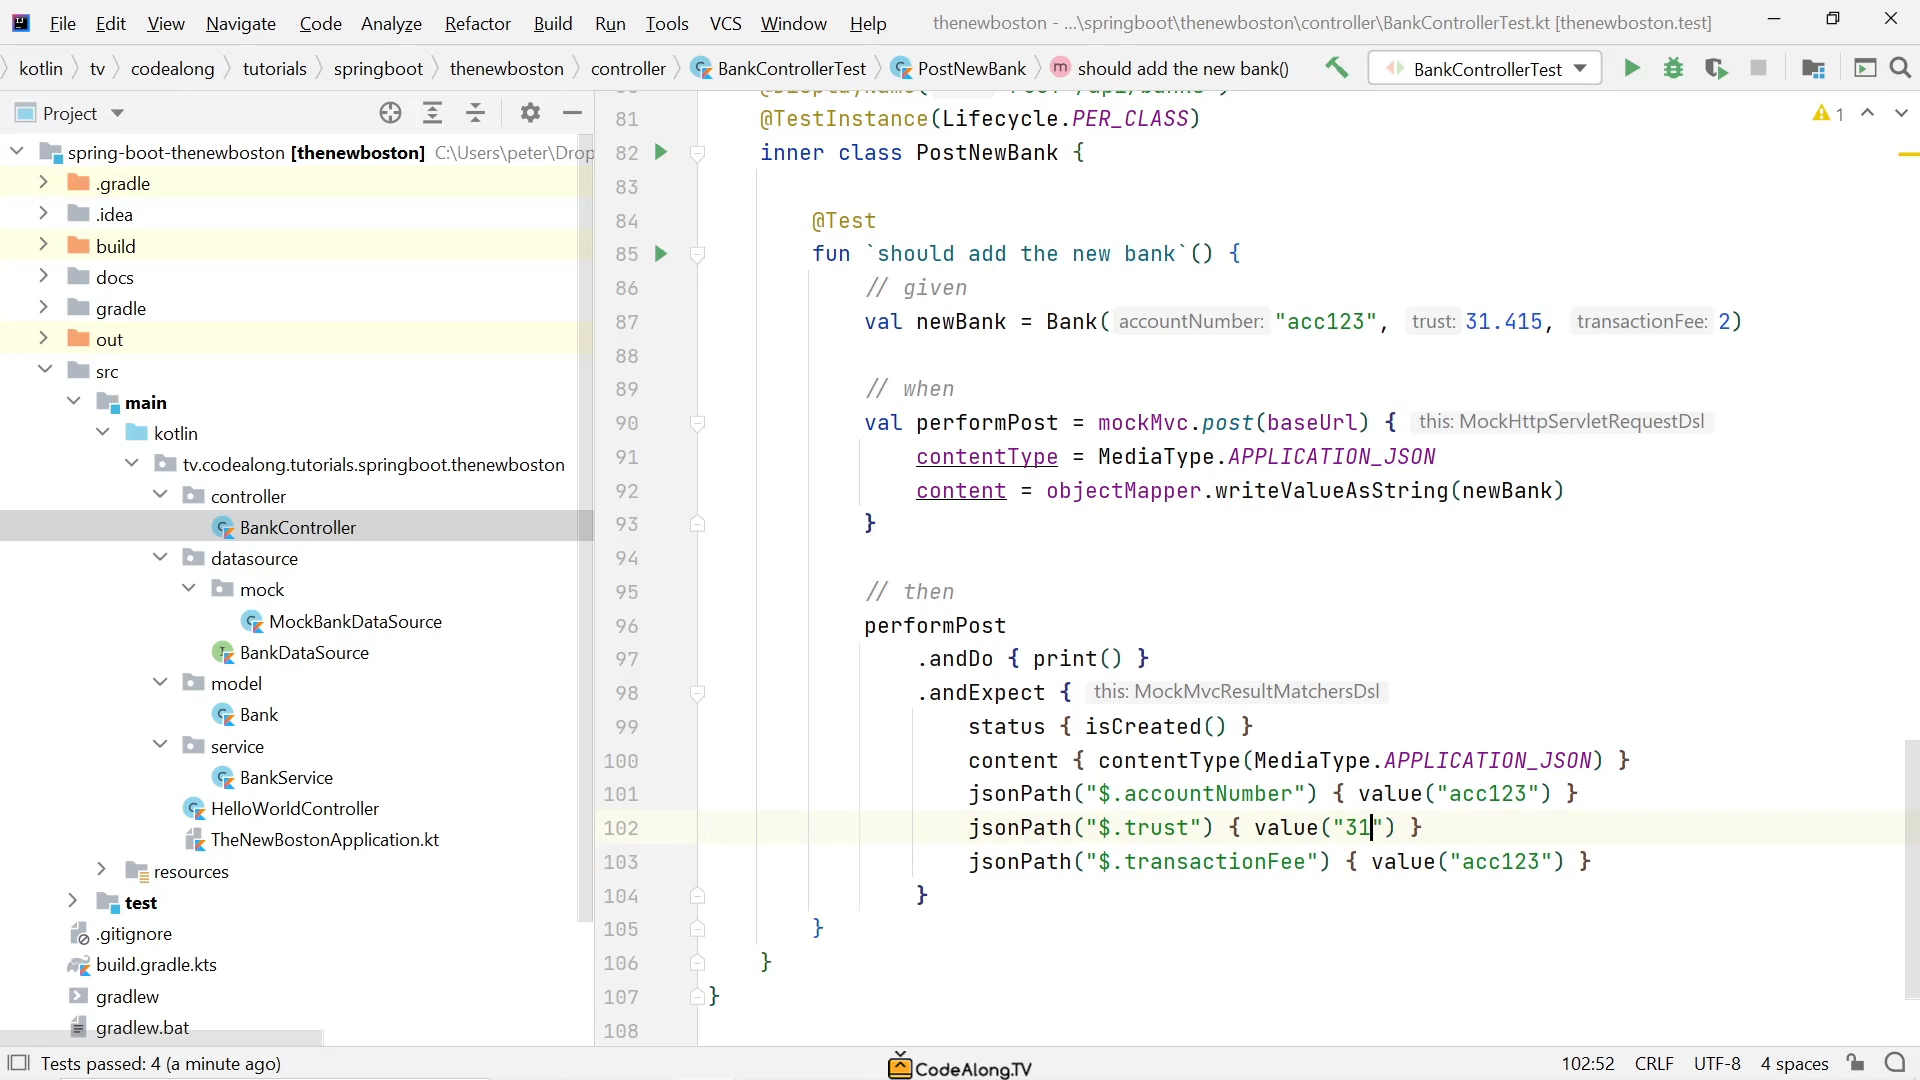 File Edit View Navigate Code Analyze Refactor Build Run Tools VCS Window Help thenewboston - ...\springboot\thenewboston\controller\BankControllerTest.kt [thenewboston.test]
kotlin tv codealong tutorials springboot thenewboston controller BankControllerTest PostNewBank should add the new bank() BankControllerTest
Project
spring-boot-thenewboston [thenewboston] C:\Users\peter\Drop
.gradle
.idea
build
docs
gradle
out
src
main
kotlin
tv.codealong.tutorials.springboot.thenewboston
controller
BankController
datasource
mock
MockBankDataSource
BankDataSource
model
Bank
service
BankService
HelloWorldController
TheNewBostonApplication.kt
resources
test
.gitignore
build.gradle.kts
gradlew
gradlew.bat
1
81 @TestInstance(Lifecycle.PER_CLASS)
82 inner class PostNewBank {
83
84 @Test
85 fun `should add the new bank`() {
86 // given
87 val newBank = Bank( accountNumber: "acc123", trust: 31.415, transactionFee: 2)
88
89 // when
90 val performPost = mockMvc.post(baseUrl) { this: MockHttpServletRequestDsl
91 contentType = MediaType.APPLICATION_JSON
92 content = objectMapper.writeValueAsString(newBank)
93 }
94
95 // then
96 performPost
97 .andDo { print() }
98 .andExpect { this: MockMvcResultMatchersDsl
99 status { isCreated() }
100 content { contentType(MediaType.APPLICATION_JSON) }
101 jsonPath("$.accountNumber") { value("acc123") }
102 jsonPath("$.trust") { value("31") }
103 jsonPath("$.transactionFee") { value("acc123") }
104 }
105 }
106 }
107 }
108
Tests passed: 4 (a minute ago) CodeAlong.TV 102:52 CRLF UTF-8 4 spaces